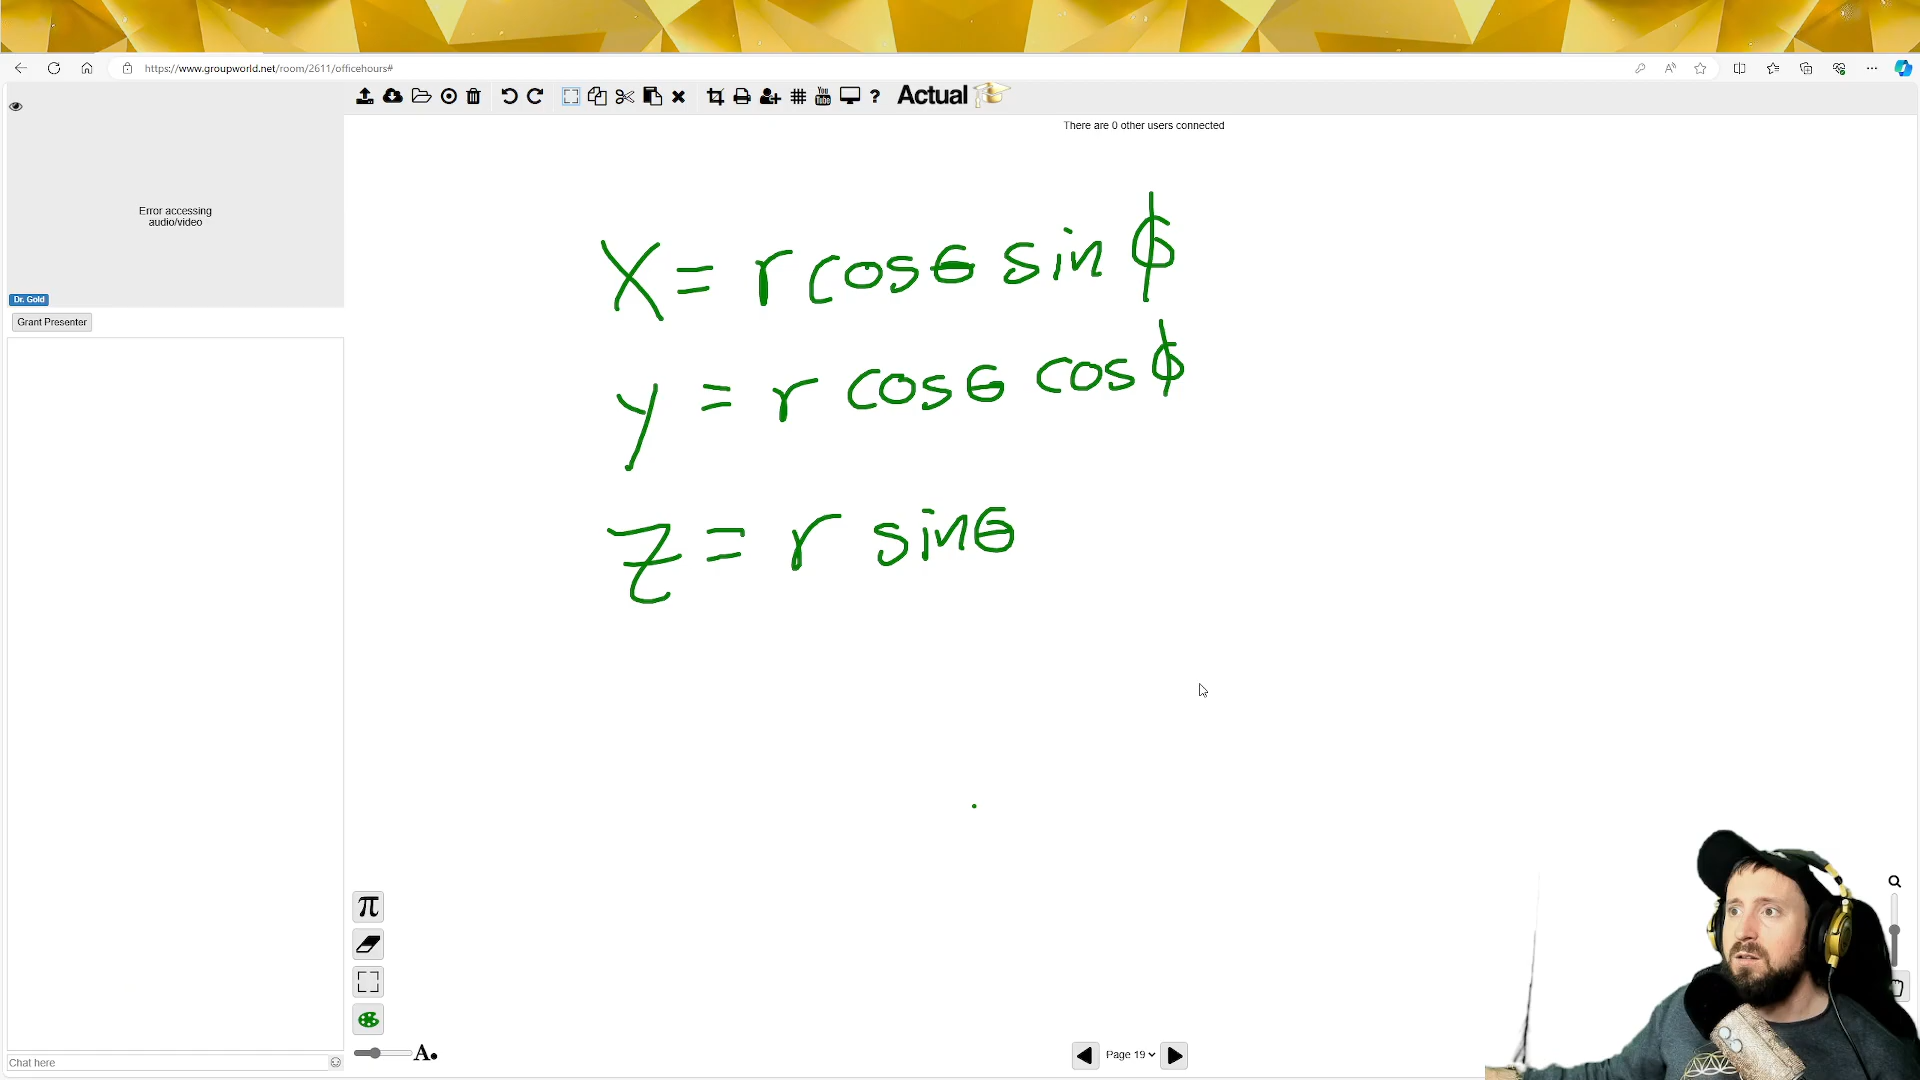 https://www.groupworld.net/room/2611/officehours#
Actual
There are 0 other users connected
Error accessing
audio/video
Dr. Gold
Grant Presenter
x = r cosθ sin ϕ
y = r cosθ cos ϕ
z = r sinθ
π
A.
Chat here
Page 19